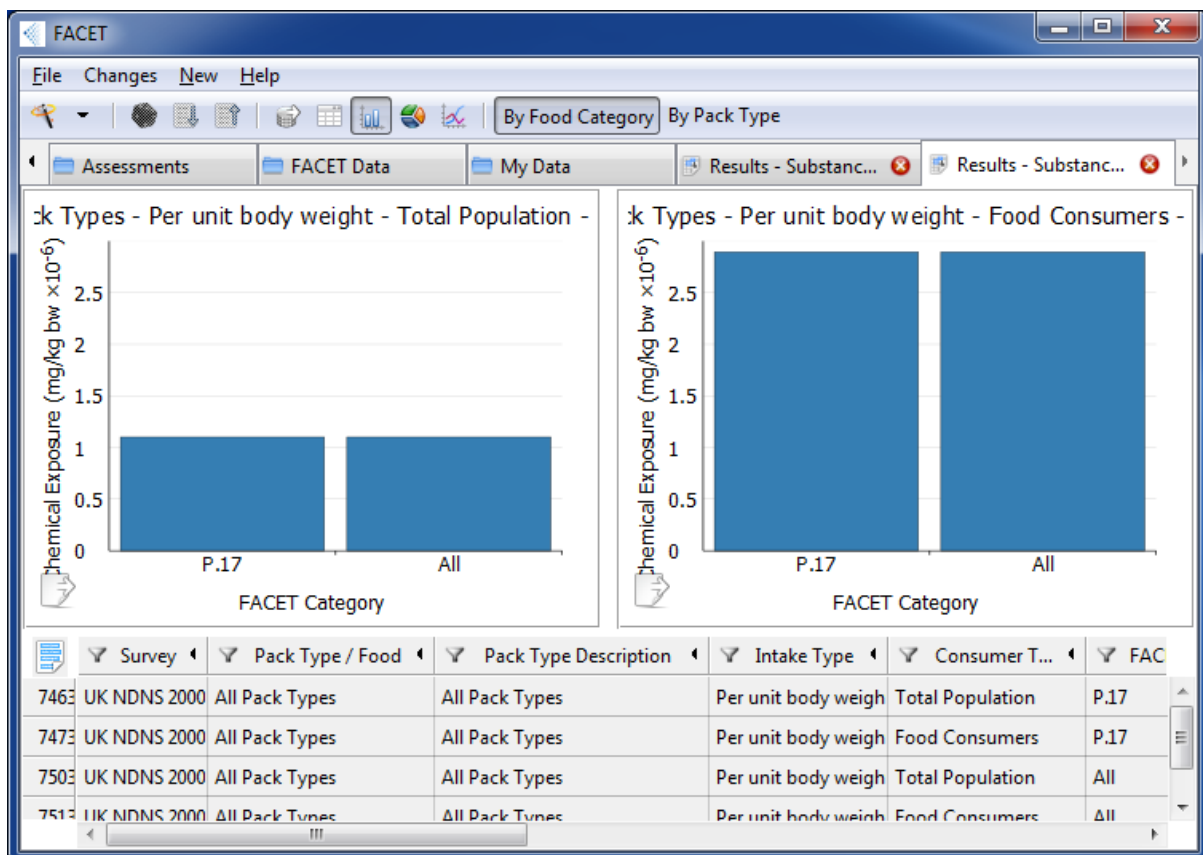 FACET
File Changes New Help
By Food Category By Pack Type
Assessments FACET Data My Data Results - Substanc... Results - Substanc...
ck Types - Per unit body weight - Total Population -
Chemical Exposure (mg/kg bw ×10-6)
2.5
2
1.5
1
0.5
0
P.17 All
FACET Category
:k Types - Per unit body weight - Food Consumers -
Chemical Exposure (mg/kg bw ×10-6)
2.5
2
1.5
1
0.5
0
P.17 All
FACET Category
Survey Pack Type / Food Pack Type Description Intake Type Consumer T... FAC
7463 UK NDNS 2000 All Pack Types All Pack Types Per unit body weigh Total Population P.17
7473 UK NDNS 2000 All Pack Types All Pack Types Per unit body weigh Food Consumers P.17
7503 UK NDNS 2000 All Pack Types All Pack Types Per unit body weigh Total Population All
7513 UK NDNS 2000 All Pack Types All Pack Types Per unit body weigh Food Consumers All